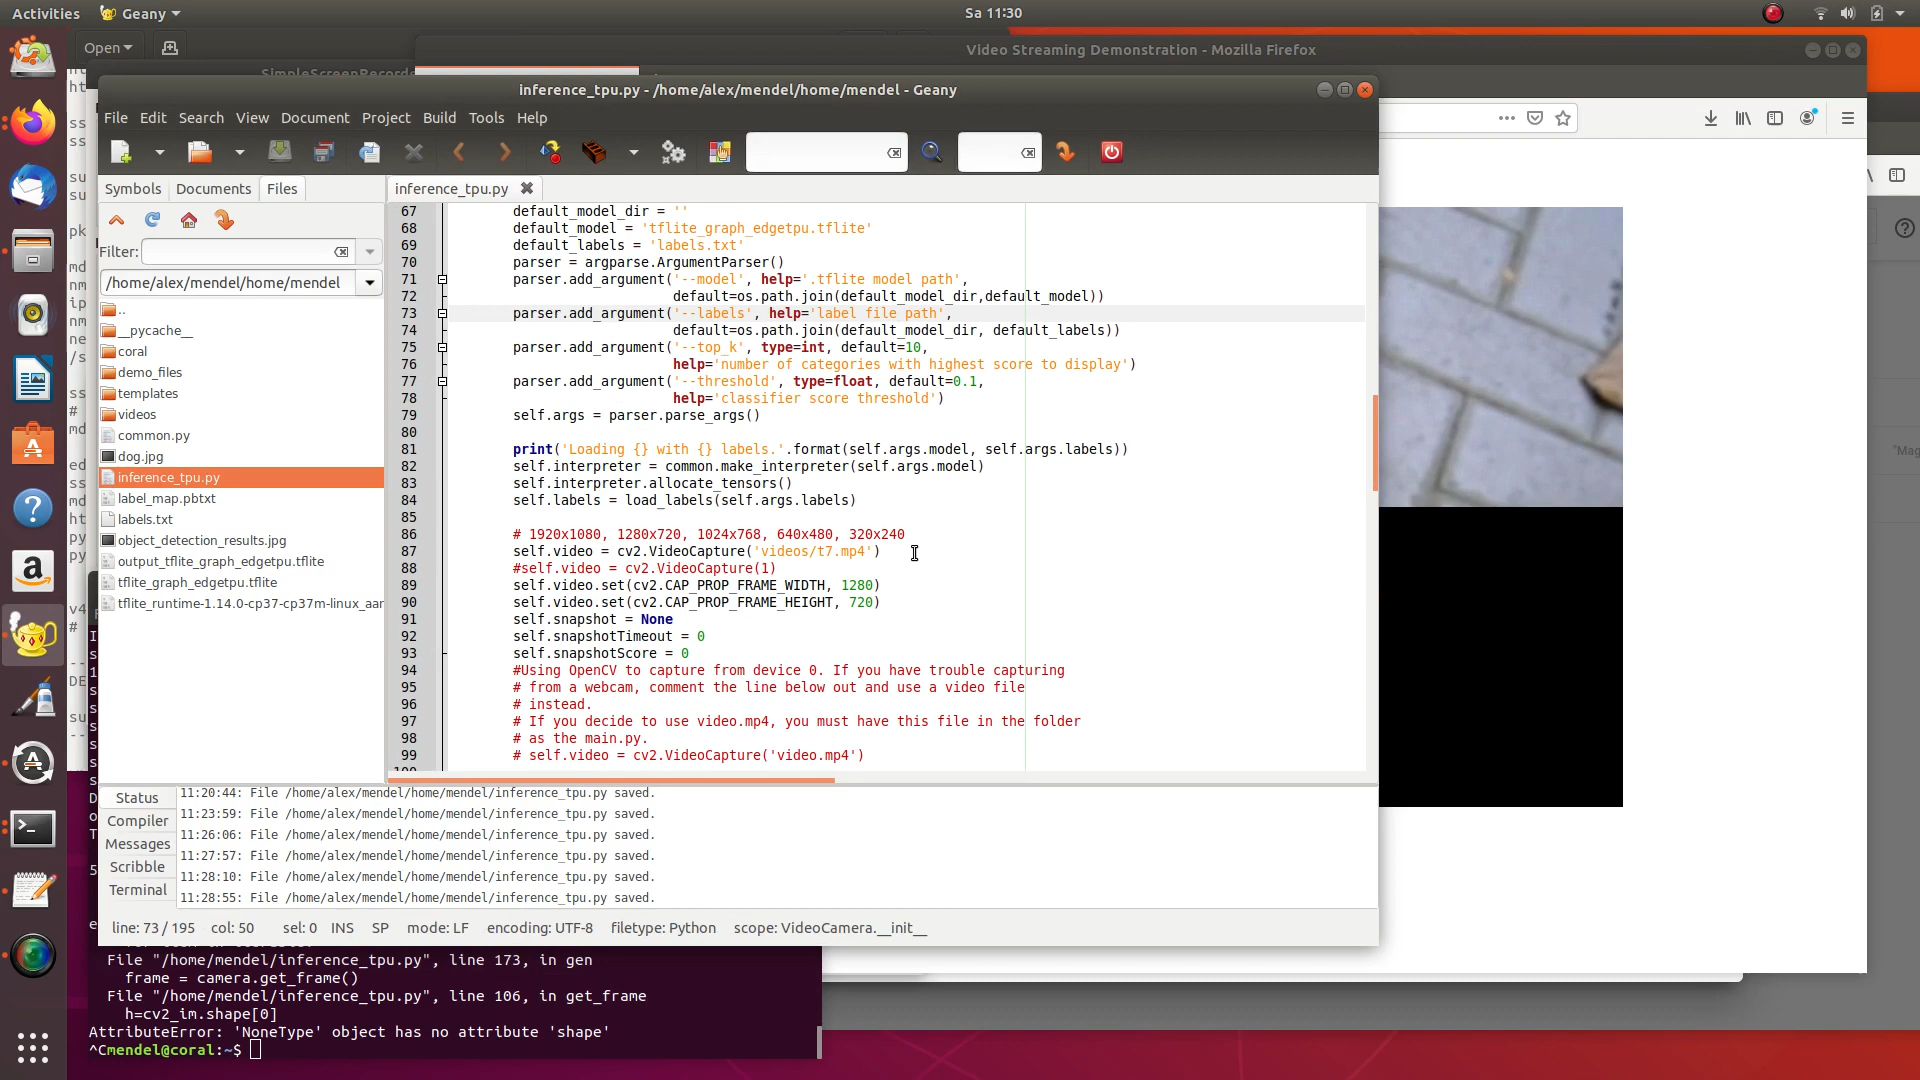 Activities
Geany
Sa 11:30
Open
Video Streaming Demonstration - Mozilla Firefox
inference_tpu.py - /home/alex/mendel/home/mendel - Geany
File Edit Search View Document Project Build Tools Help
Symbols Documents Files
inference_tpu.py
Filter:
/home/alex/mendel/home/mendel
..
__pycache__
coral
demo_files
templates
videos
common.py
dog.jpg
inference_tpu.py
label_map.pbtxt
labels.txt
object_detection_results.jpg
output_tflite_graph_edgetpu.tflite
tflite_graph_edgetpu.tflite
tflite_runtime-1.14.0-cp37-cp37m-linux_aar
67 default_model_dir = ''
68 default_model = 'tflite_graph_edgetpu.tflite'
69 default_labels = 'labels.txt'
70 parser = argparse.ArgumentParser()
71 parser.add_argument('--model', help='.tflite model path',
72 default=os.path.join(default_model_dir,default_model))
73 parser.add_argument('--labels', help='label file path',
74 default=os.path.join(default_model_dir, default_labels))
75 parser.add_argument('--top_k', type=int, default=10,
76 help='number of categories with highest score to display')
77 parser.add_argument('--threshold', type=float, default=0.1,
78 help='classifier score threshold')
79 self.args = parser.parse_args()
80
81 print('Loading {} with {} labels.'.format(self.args.model, self.args.labels))
82 self.interpreter = common.make_interpreter(self.args.model)
83 self.interpreter.allocate_tensors()
84 self.labels = load_labels(self.args.labels)
85
86 # 1920x1080, 1280x720, 1024x768, 640x480, 320x240
87 self.video = cv2.VideoCapture('videos/t7.mp4')
88 #self.video = cv2.VideoCapture(1)
89 self.video.set(cv2.CAP_PROP_FRAME_WIDTH, 1280)
90 self.video.set(cv2.CAP_PROP_FRAME_HEIGHT, 720)
91 self.snapshot = None
92 self.snapshotTimeout = 0
93 self.snapshotScore = 0
94 #Using OpenCV to capture from device 0. If you have trouble capturing
95 # from a webcam, comment the line below out and use a video file
96 # instead.
97 # If you decide to use video.mp4, you must have this file in the folder
98 # as the main.py.
99 # self.video = cv2.VideoCapture('video.mp4')
Status
Compiler
Messages
Scribble
Terminal
11:20:44: File /home/alex/mendel/home/mendel/inference_tpu.py saved.
11:23:59: File /home/alex/mendel/home/mendel/inference_tpu.py saved.
11:26:06: File /home/alex/mendel/home/mendel/inference_tpu.py saved.
11:27:57: File /home/alex/mendel/home/mendel/inference_tpu.py saved.
11:28:10: File /home/alex/mendel/home/mendel/inference_tpu.py saved.
11:28:55: File /home/alex/mendel/home/mendel/inference_tpu.py saved.
line: 73 / 195 col: 50 sel: 0 INS SP mode: LF encoding: UTF-8 filetype: Python scope: VideoCamera.__init__
File "/home/mendel/inference_tpu.py", line 173, in gen
frame = camera.get_frame()
File "/home/mendel/inference_tpu.py", line 106, in get_frame
h=cv2_im.shape[0]
AttributeError: 'NoneType' object has no attribute 'shape'
^Cmendel@coral:~$